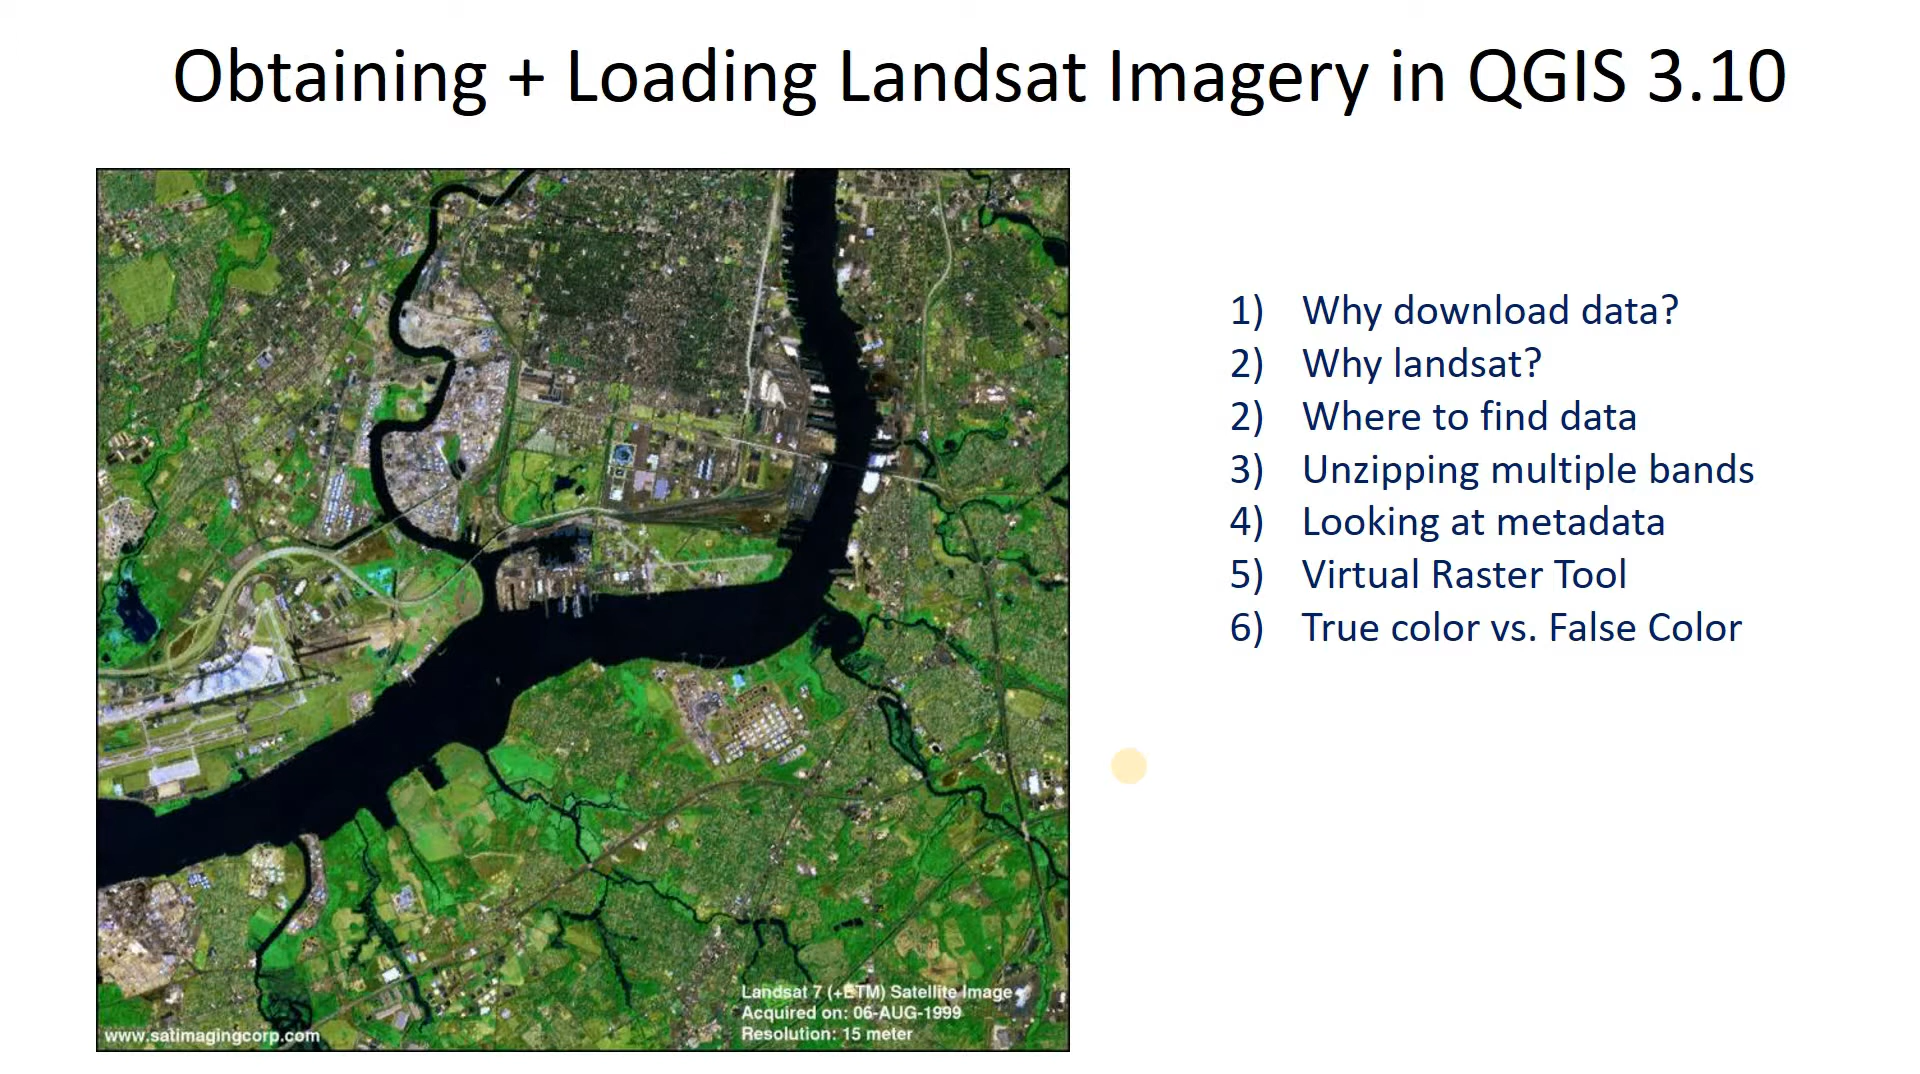 Obtaining + Loading Landsat Imagery in QGIS 3.10
1) Why download data?
2) Why landsat?
2) Where to find data
3) Unzipping multiple bands
4) Looking at metadata
5) Virtual Raster Tool
6) True color vs. False Color
Landsat 7 (+ETM) Satellite Image
Acquired on: 06-AUG-1999
Resolution: 15 meter
www.satimagingcorp.com